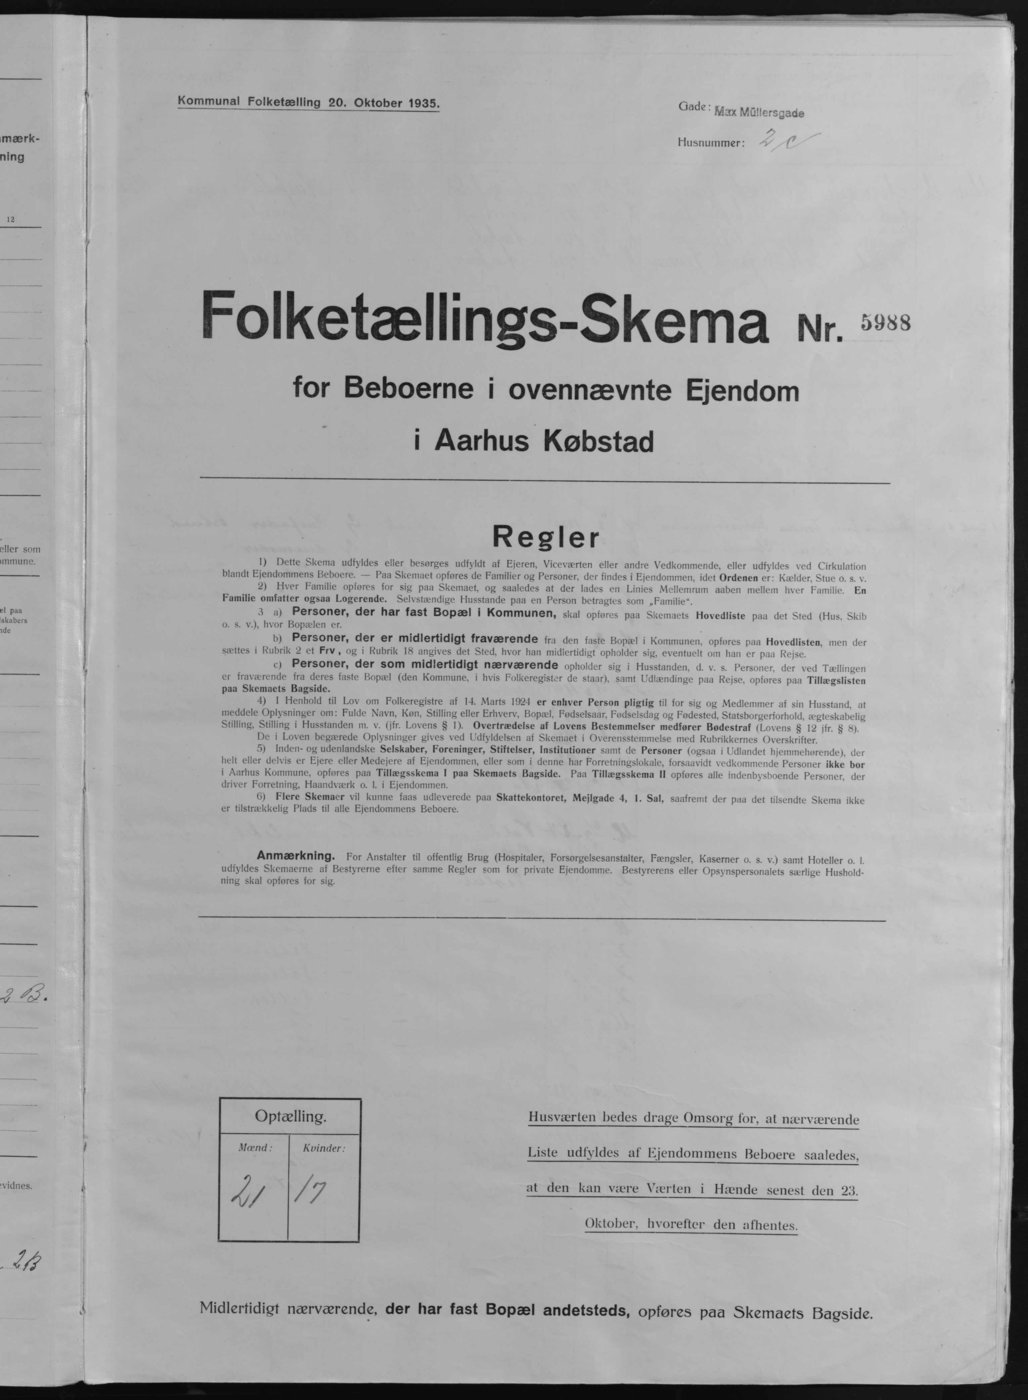 Kommunal Folketælling 20. Oktober 1935.
Gade: Max Müllersgade
Husnummer: 2 c
Folketællings-Skema Nr. 5988
for Beboerne i ovennævnte Ejendom
i Aarhus Købstad
Regler
1) Dette Skema udfyldes eller besørges udfyldt af Ejeren, Viceværten eller andre Vedkommende, eller udfyldes ved Cirkulation
blandt Ejendommens Beboere. — Paa Skemaet opføres de Familier og Personer, der findes i Ejendommen, idet Ordenen er: Kælder, Stue o. s. v.
2) Hver Familie opføres for sig paa Skemaet, og saaledes at der lades en Linies Mellemrum aaben mellem hver Familie. En
Familie omfatter ogsaa Logerende. Selvstændige Husstande paa en Person betragtes som „Familie".
3 a) Personer, der har fast Bopæl i Kommunen, skal opføres paa Skemaets Hovedliste paa det Sted (Hus, Skib
o. s. v.), hvor Bopælen er.
b) Personer, der er midlertidigt fraværende fra den faste Bopæl i Kommunen, opføres paa Hovedlisten, men der
sættes i Rubrik 2 et Frv, og i Rubrik 18 angives det Sted, hvor han midlertidigt opholder sig, eventuelt om han er paa Rejse.
c) Personer, der som midlertidigt nærværende opholder sig i Husstanden, d. v. s. Personer, der ved Tællingen
er fraværende fra deres faste Bopæl (den Kommune, i hvis Folkeregister de staar), samt Udlændinge paa Rejse, opføres paa Tillægslisten
paa Skemaets Bagside.
4) I Henhold til Lov om Folkeregistre af 14. Marts 1924 er enhver Person pligtig til for sig og Medlemmer af sin Husstand, at
meddele Oplysninger om: Fulde Navn, Køn, Stilling eller Erhverv, Bopæl, Fødselsaar, Fødselsdag og Fødested, Statsborgerforhold, ægteskabelig
Stilling, Stilling i Husstanden m. v. (jfr. Lovens § 1). Overtrædelse af Lovens Bestemmelser medfører Bødestraf (Lovens § 12 jfr. § 8).
De i Loven begærede Oplysninger gives ved Udfyldelsen af Skemaet i Overensstemmelse med Rubrikkernes Overskrifter.
5) Inden- og udenlandske Selskaber, Foreninger, Stiftelser, Institutioner samt de Personer (ogsaa i Udlandet hjemmehørende), der
helt eller delvis er Ejere eller Medejere af Ejendommen, eller som i denne har Forretningslokale, forsaavidt vedkommende Personer ikke bor
i Aarhus Kommune, opføres paa Tillægsskema I paa Skemaets Bagside. Paa Tillægsskema II opføres alle indenbysboende Personer, der
driver Forretning, Haandværk o. l. i Ejendommen.
6) Flere Skemaer vil kunne faas udleverede paa Skattekontoret, Mejlgade 4, 1. Sal, saafremt der paa det tilsendte Skema ikke
er tilstrækkelig Plads til alle Ejendommens Beboere.
Anmærkning. For Anstalter til offentlig Brug (Hospitaler, Forsorgelsesanstalter, Fængsler, Kaserner o. s. v.) samt Hoteller o. l.
udfyldes Skemaerne af Bestyrerne efter samme Regler som for private Ejendomme. Bestyrerens eller Opsynspersonalets særlige Hushold-
ning skal opføres for sig.
Optælling.
Mænd: Kvinder:
21 17
Husværten bedes drage Omsorg for, at nærværende
Liste udfyldes af Ejendommens Beboere saaledes,
at den kan være Værten i Hænde senest den 23.
Oktober, hvorefter den afhentes.
Midlertidigt nærværende, der har fast Bopæl andetsteds, opføres paa Skemaets Bagside.
mærk-
ning
12
eller som
ommune.
el paa
lskabers
nde
2 B.
evidnes.
2B